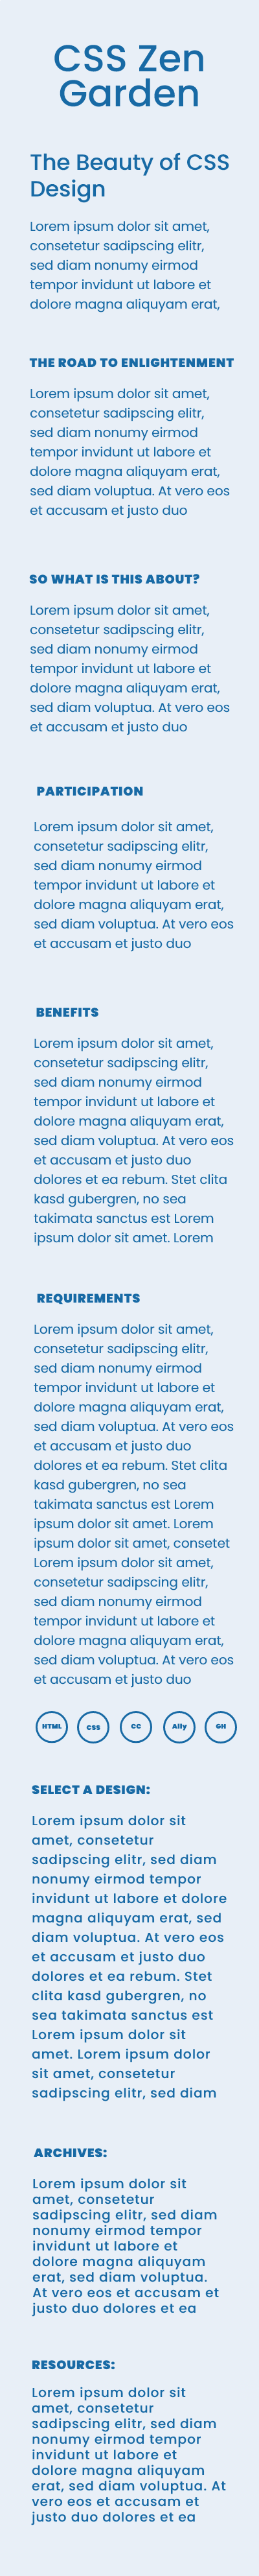 CSS Zen
Garden
The Beauty of CSS
Design
Lorem ipsum dolor sit amet,
consetetur sadipscing elitr,
sed diam nonumy eirmod
tempor invidunt ut labore et
dolore magna aliquyam erat,
THE ROAD TO ENLIGHTENMENT
Lorem ipsum dolor sit amet,
consetetur sadipscing elitr,
sed diam nonumy eirmod
tempor invidunt ut labore et
dolore magna aliquyam erat,
sed diam voluptua. At vero eos
et accusam et justo duo
SO WHAT IS THIS ABOUT?
Lorem ipsum dolor sit amet,
consetetur sadipscing elitr,
sed diam nonumy eirmod
tempor invidunt ut labore et
dolore magna aliquyam erat,
sed diam voluptua. At vero eos
et accusam et justo duo
PARTICIPATION
Lorem ipsum dolor sit amet,
consetetur sadipscing elitr,
sed diam nonumy eirmod
tempor invidunt ut labore et
dolore magna aliquyam erat,
sed diam voluptua. At vero eos
et accusam et justo duo
BENEFITS
Lorem ipsum dolor sit amet,
consetetur sadipscing elitr,
sed diam nonumy eirmod
tempor invidunt ut labore et
dolore magna aliquyam erat,
sed diam voluptua. At vero eos
et accusam et justo duo
dolores et ea rebum. Stet clita
kasd gubergren, no sea
takimata sanctus est Lorem
ipsum dolor sit amet. Lorem
REQUIREMENTS
Lorem ipsum dolor sit amet,
consetetur sadipscing elitr,
sed diam nonumy eirmod
tempor invidunt ut labore et
dolore magna aliquyam erat,
sed diam voluptua. At vero eos
et accusam et justo duo
dolores et ea rebum. Stet clita
kasd gubergren, no sea
takimata sanctus est Lorem
ipsum dolor sit amet. Lorem
ipsum dolor sit amet, consetet
Lorem ipsum dolor sit amet,
consetetur sadipscing elitr,
sed diam nonumy eirmod
tempor invidunt ut labore et
dolore magna aliquyam erat,
sed diam voluptua. At vero eos
et accusam et justo duo
HTML CSS CC Ally GH
SELECT A DESIGN:
Lorem ipsum dolor sit
amet, consetetur
sadipscing elitr, sed diam
nonumy eirmod tempor
invidunt ut labore et dolore
magna aliquyam erat, sed
diam voluptua. At vero eos
et accusam et justo duo
dolores et ea rebum. Stet
clita kasd gubergren, no
sea takimata sanctus est
Lorem ipsum dolor sit
amet. Lorem ipsum dolor
sit amet, consetetur
sadipscing elitr, sed diam
ARCHIVES:
Lorem ipsum dolor sit
amet, consetetur
sadipscing elitr, sed diam
nonumy eirmod tempor
invidunt ut labore et
dolore magna aliquyam
erat, sed diam voluptua.
At vero eos et accusam et
justo duo dolores et ea
RESOURCES:
Lorem ipsum dolor sit
amet, consetetur
sadipscing elitr, sed diam
nonumy eirmod tempor
invidunt ut labore et
dolore magna aliquyam
erat, sed diam voluptua. At
vero eos et accusam et
justo duo dolores et ea